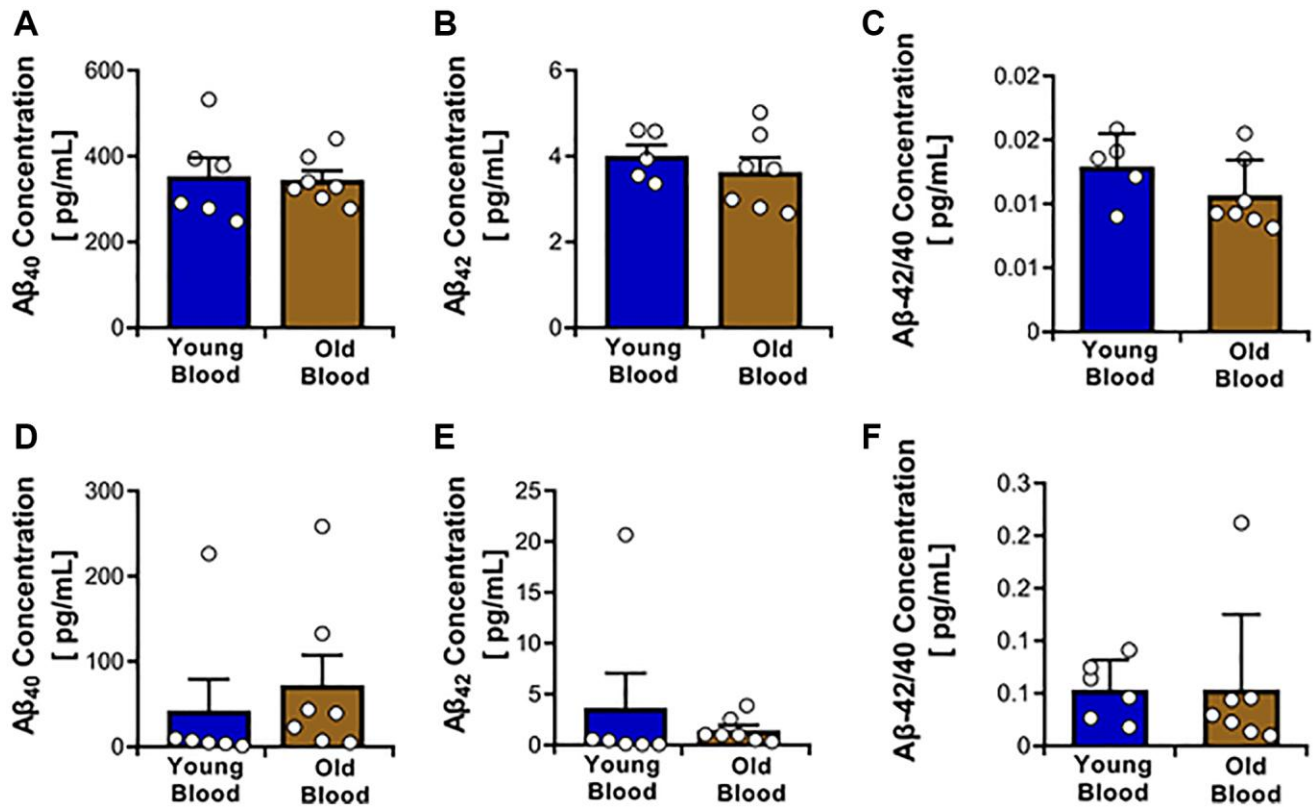 A
Aβ40 Concentration
[ pg/mL]
600
400
200
0
Young
Blood
Old
Blood
B
Aβ42 Concentration
[ pg/mL]
6
4
2
0
Young
Blood
Old
Blood
C
Aβ-42/40 Concentration
[ pg/mL]
0.02
0.02
0.01
0.01
0
Young
Blood
Old
Blood
D
Aβ40 Concentration
[ pg/mL]
300
200
100
0
Young
Blood
Old
Blood
E
Aβ42 Concentration
[ pg/mL]
25
20
15
10
5
0
Young
Blood
Old
Blood
F
Aβ-42/40 Concentration
[ pg/mL]
0.3
0.2
0.2
0.1
0.1
0
Young
Blood
Old
Blood